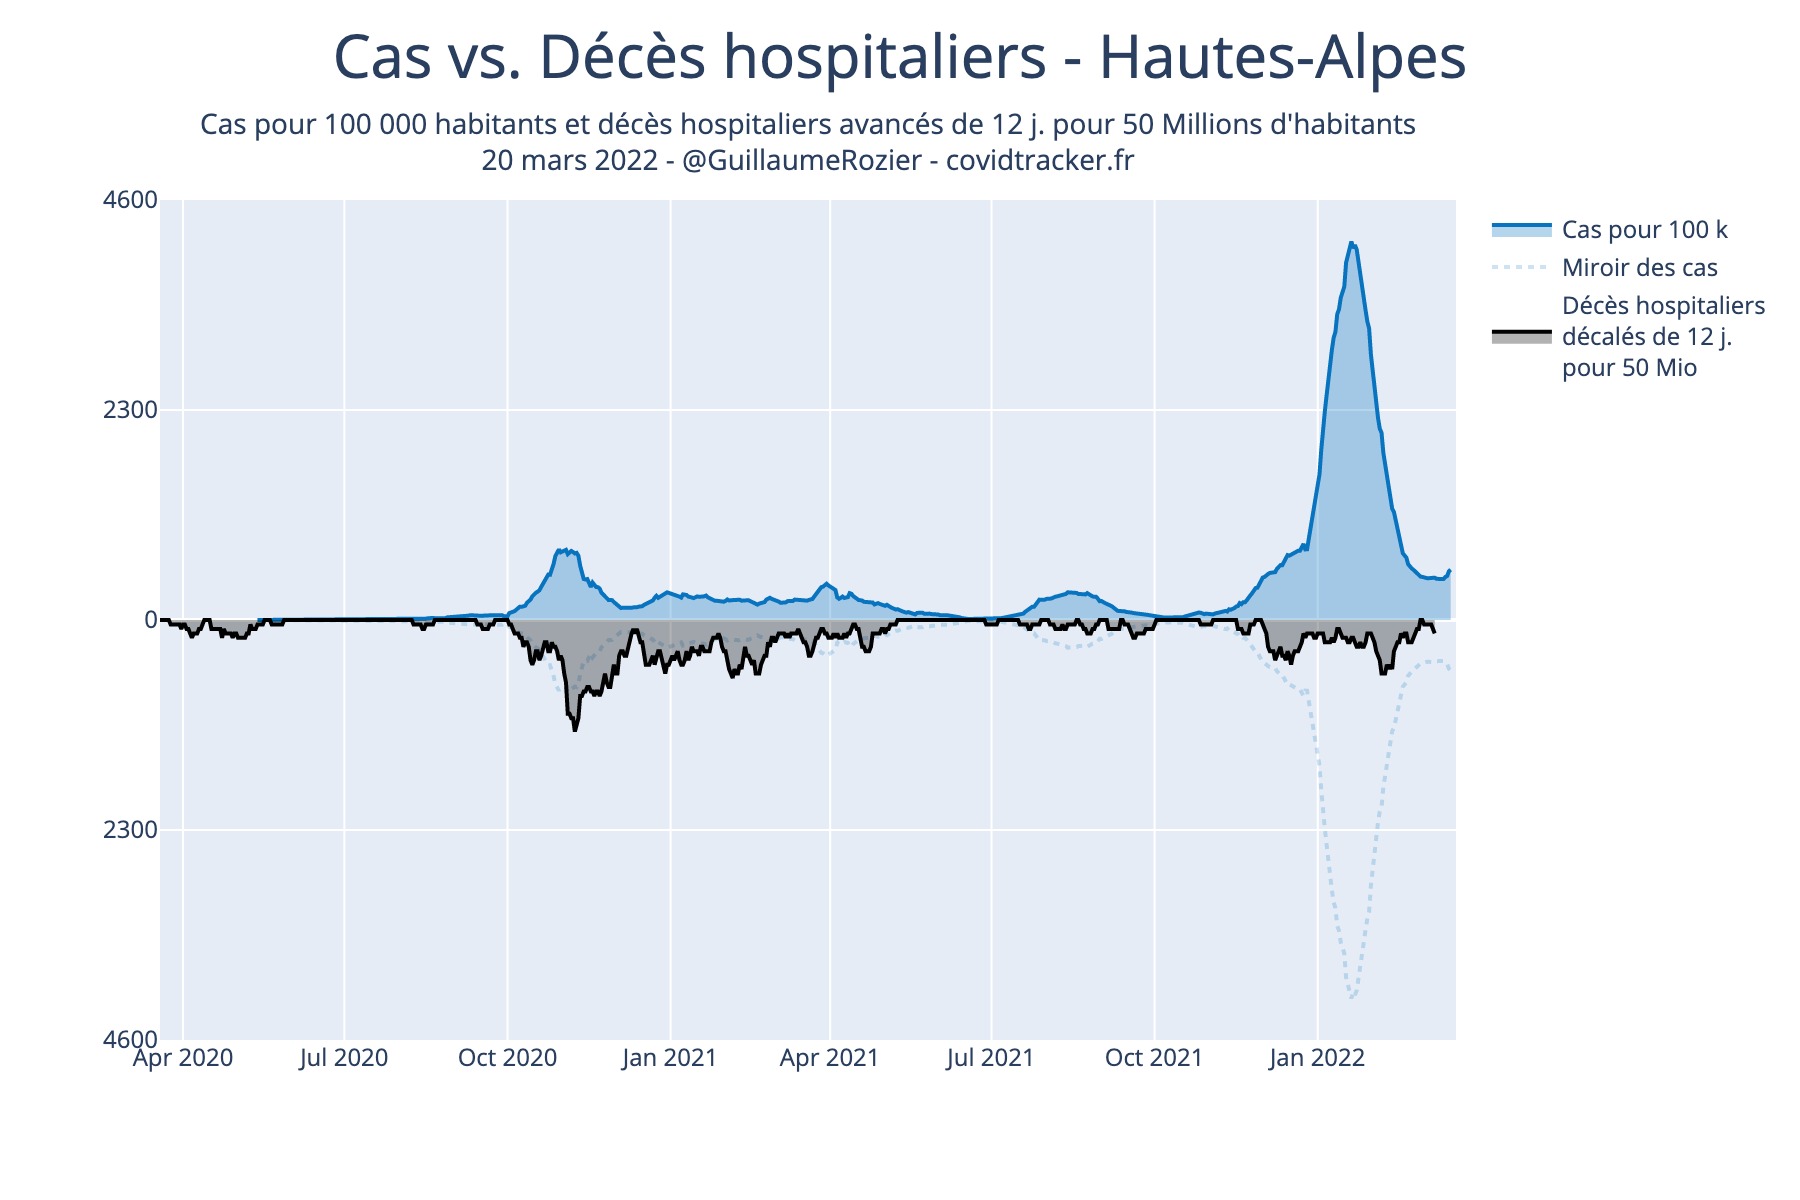 Cas vs. Décès hospitaliers - Hautes-Alpes
Cas pour 100 000 habitants et décès hospitaliers avancés de 12 j. pour 50 Millions d'habitants
20 mars 2022 - @GuillaumeRozier - covidtracker.fr
4600
2300
0
2300
4600
Apr 2020
Jul 2020
Oct 2020
Jan 2021
Apr 2021
Jul 2021
Oct 2021
Jan 2022
Cas pour 100 k
Miroir des cas
Décès hospitaliers
décalés de 12 j.
pour 50 Mio